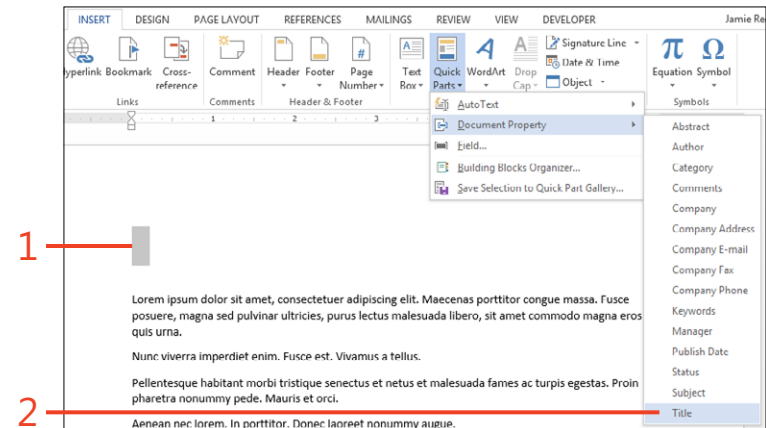 INSERT DESIGN PAGE LAYOUT REFERENCES MAILINGS REVIEW VIEW DEVELOPER Jamie Re
yperlink Bookmark Cross-reference
Comment
Header Footer Page Number
Text Box Quick Parts WordArt Drop Cap
Signature Line
Date & Time
Object
Equation Symbol
Links Comments Header & Footer Symbols
1 2 3
AutoText
Document Property
Field...
Building Blocks Organizer...
Save Selection to Quick Part Gallery...
Abstract
Author
Category
Comments
Company
Company Address
Company E-mail
Company Fax
Company Phone
Keywords
Manager
Publish Date
Status
Subject
Title
1
Lorem ipsum dolor sit amet, consectetuer adipiscing elit. Maecenas porttitor congue massa. Fusce
posuere, magna sed pulvinar ultricies, purus lectus malesuada libero, sit amet commodo magna eros
quis urna.
Nunc viverra imperdiet enim. Fusce est. Vivamus a tellus.
Pellentesque habitant morbi tristique senectus et netus et malesuada fames ac turpis egestas. Proin
pharetra nonummy pede. Mauris et orci.
2
Aenean nec lorem. In porttitor. Donec laoreet nonummy augue.